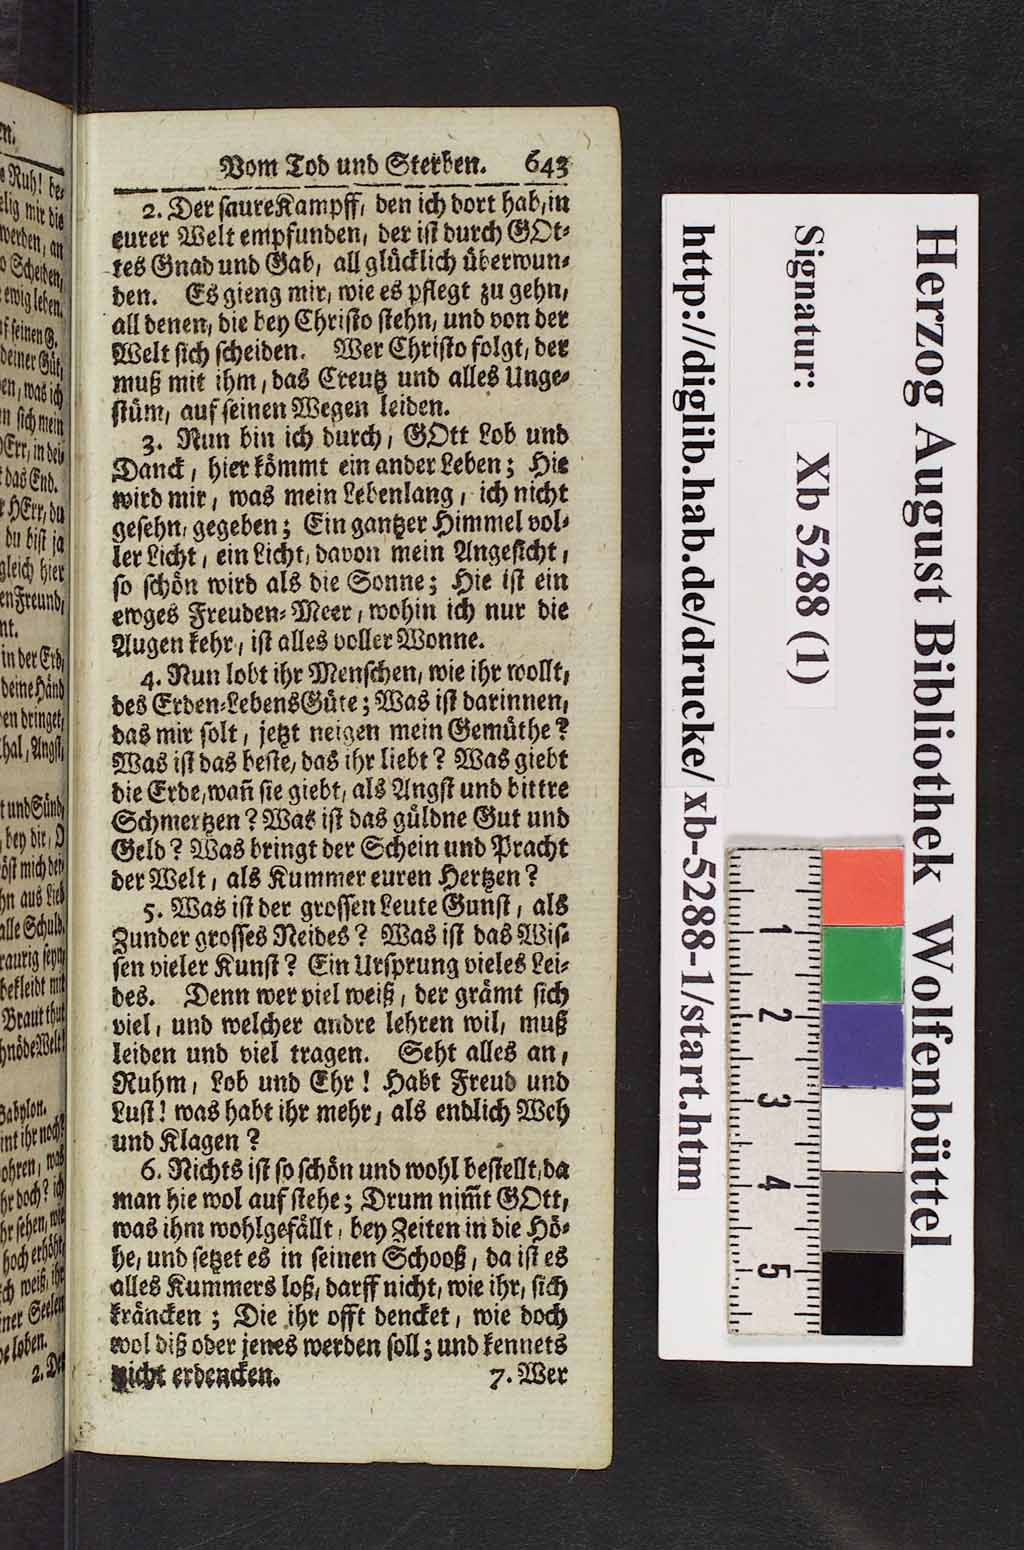 Vom Tod und Sterben. 643
2. Der saure Kampff, den ich dort hab, in
eurer Welt empfunden, der ist durch GOt-
tes Gnad und Gab, all glücklich überwun-
den. Es gieng mir, wie es pflegt zu gehn,
all denen, die bey Christo stehn, und von der
Welt sich scheiden. Wer Christo folgt, der
muß mit ihm, das Creutz und alles Unge-
stüm, auf seinen Wegen leiden.
3. Nun bin ich durch, GOtt Lob und
Danck, hier kömmt ein ander Leben; Hie
wird mir, was mein Lebenlang, ich nicht
gesehn, gegeben; Ein gantzer Himmel vol-
ler Licht, ein Licht, davon mein Angesicht,
so schön wird als die Sonne; Hie ist ein
ewges Freuden-Meer, wohin ich nur die
Augen kehr, ist alles voller Wonne.
4. Nun lobt ihr Menschen, wie ihr wollt,
des Erden-Lebens Güte; Was ist darinnen,
das mir solt, jetzt neigen mein Gemüthe?
Was ist das beste, das ihr liebt? Was giebt
die Erde, wañ sie giebt, als Angst und bittre
Schmertzen? Was ist das güldne Gut und
Geld? Was bringt der Schein und Pracht
der Welt, als Kummer euren Hertzen?
5. Was ist der grossen Leute Gunst, als
Zunder grosses Neides? Was ist das Wis-
sen vieler Kunst? Ein Ursprung vieles Lei-
des. Denn wer viel weiß, der grämt sich
viel, und welcher andre lehren wil, muß
leiden und viel tragen. Seht alles an,
Ruhm, Lob und Ehr! Habt Freud und
Lust! was habt ihr mehr, als endlich Weh
und Klagen?
6. Nichts ist so schön und wohl bestellt, da
man hie wol auf stehe; Drum nim̃t GOtt,
was ihm wohlgefällt, bey Zeiten in die Hö-
he, und setzet es in seinen Schooß, da ist es
alles Kummers loß, darff nicht, wie ihr, sich
kräncken; Die ihr offt dencket, wie doch
wol diß oder jenes werden soll; und kennets
nicht erdencken. 7. Wer
Herzog August Bibliothek Wolfenbüttel
Signatur: Xb 5288 (1)
http://diglib.hab.de/drucke/xb-5288-1/start.htm
1
2
3
4
5